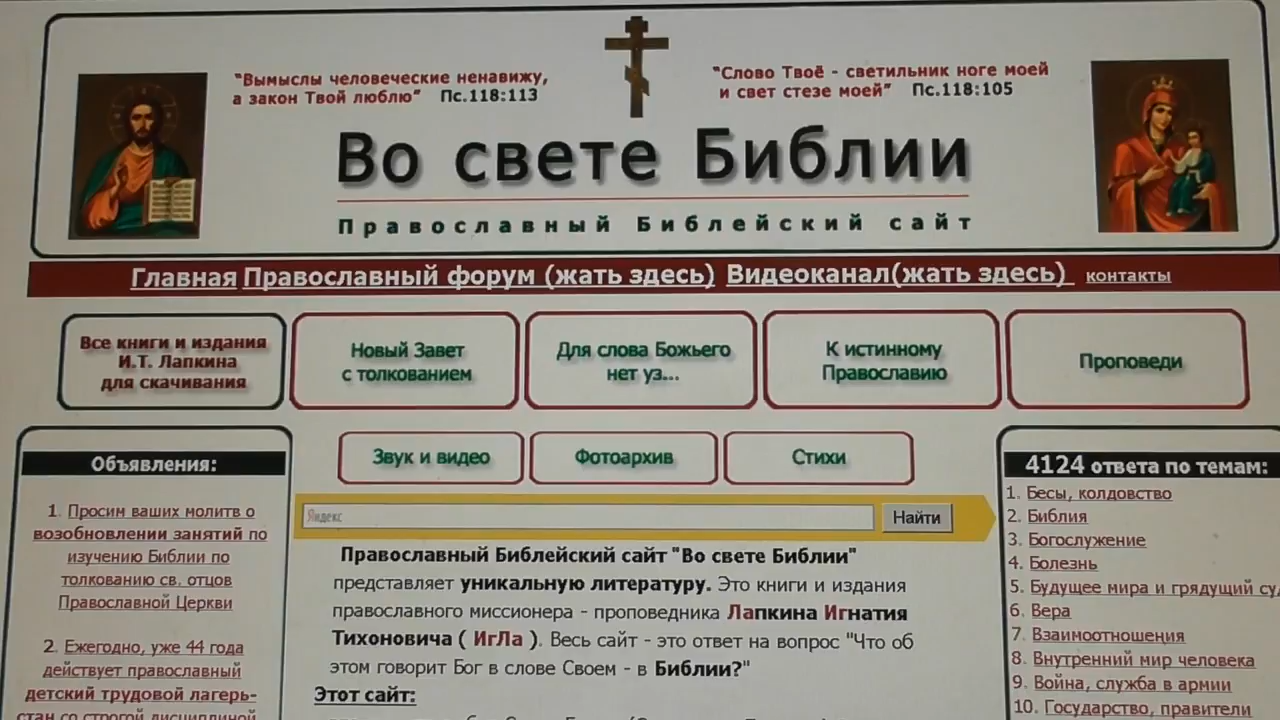 "Вымыслы человеческие ненавижу,
а закон Твой люблю" Пс.118:113
"Слово Твоё - светильник ноге моей
и свет стезе моей" Пс.118:105
Во свете Библии
Православный Библейский сайт
Главная Православный форум (жать здесь) Видеоканал(жать здесь) контакты
Все книги и издания
И.Т. Лапкина
для скачивания
Новый Завет
с толкованием
Для слова Божьего
нет уз...
К истинному
Православию
Проповеди
Звук и видео
Фотоархив
Стихи
Объявления:
1. Просим ваших молитв о
возобновлении занятий по
изучению Библии по
толкованию св. отцов
Православной Церкви
2. Ежегодно, уже 44 года
действует православный
детский трудовой лагерь-
стан со строгой дисциплиной
Яндекс
Найти
Православный Библейский сайт "Во свете Библии"
представляет уникальную литературу. Это книги и издания
православного миссионера - проповедника Лапкина Игнатия
Тихоновича ( ИгЛа ). Весь сайт - это ответ на вопрос "Что об
этом говорит Бог в слове Своем - в Библии?"
Этот сайт:
4124 ответа по темам:
1. Бесы, колдовство
2. Библия
3. Богослужение
4. Болезнь
5. Будущее мира и грядущий су
6. Вера
7. Взаимоотношения
8. Внутренний мир человека
9. Война, служба в армии
10. Государство, правители